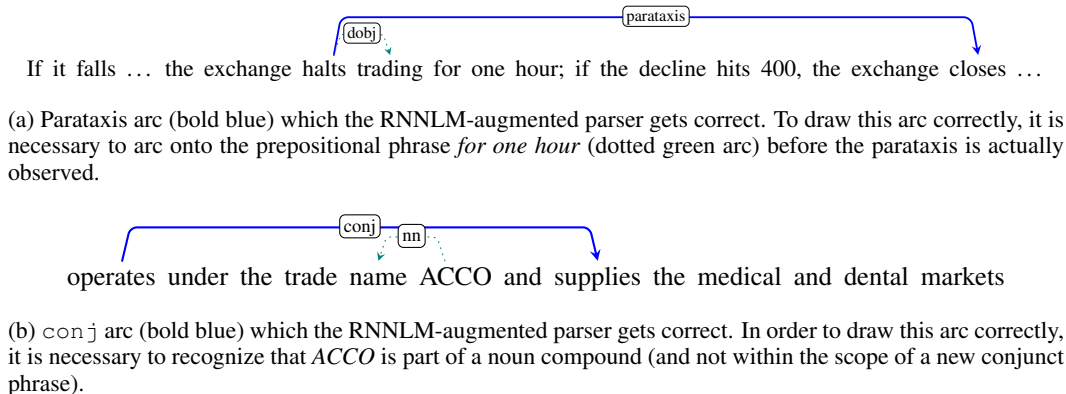 parataxis
dobj
If it falls … the exchange halts trading for one hour; if the decline hits 400, the exchange closes …
(a) Parataxis arc (bold blue) which the RNNLM-augmented parser gets correct. To draw this arc correctly, it is
necessary to arc onto the prepositional phrase for one hour (dotted green arc) before the parataxis is actually
observed.
conj
nn
operates under the trade name ACCO and supplies the medical and dental markets
(b) conj arc (bold blue) which the RNNLM-augmented parser gets correct. In order to draw this arc correctly,
it is necessary to recognize that ACCO is part of a noun compound (and not within the scope of a new conjunct
phrase).